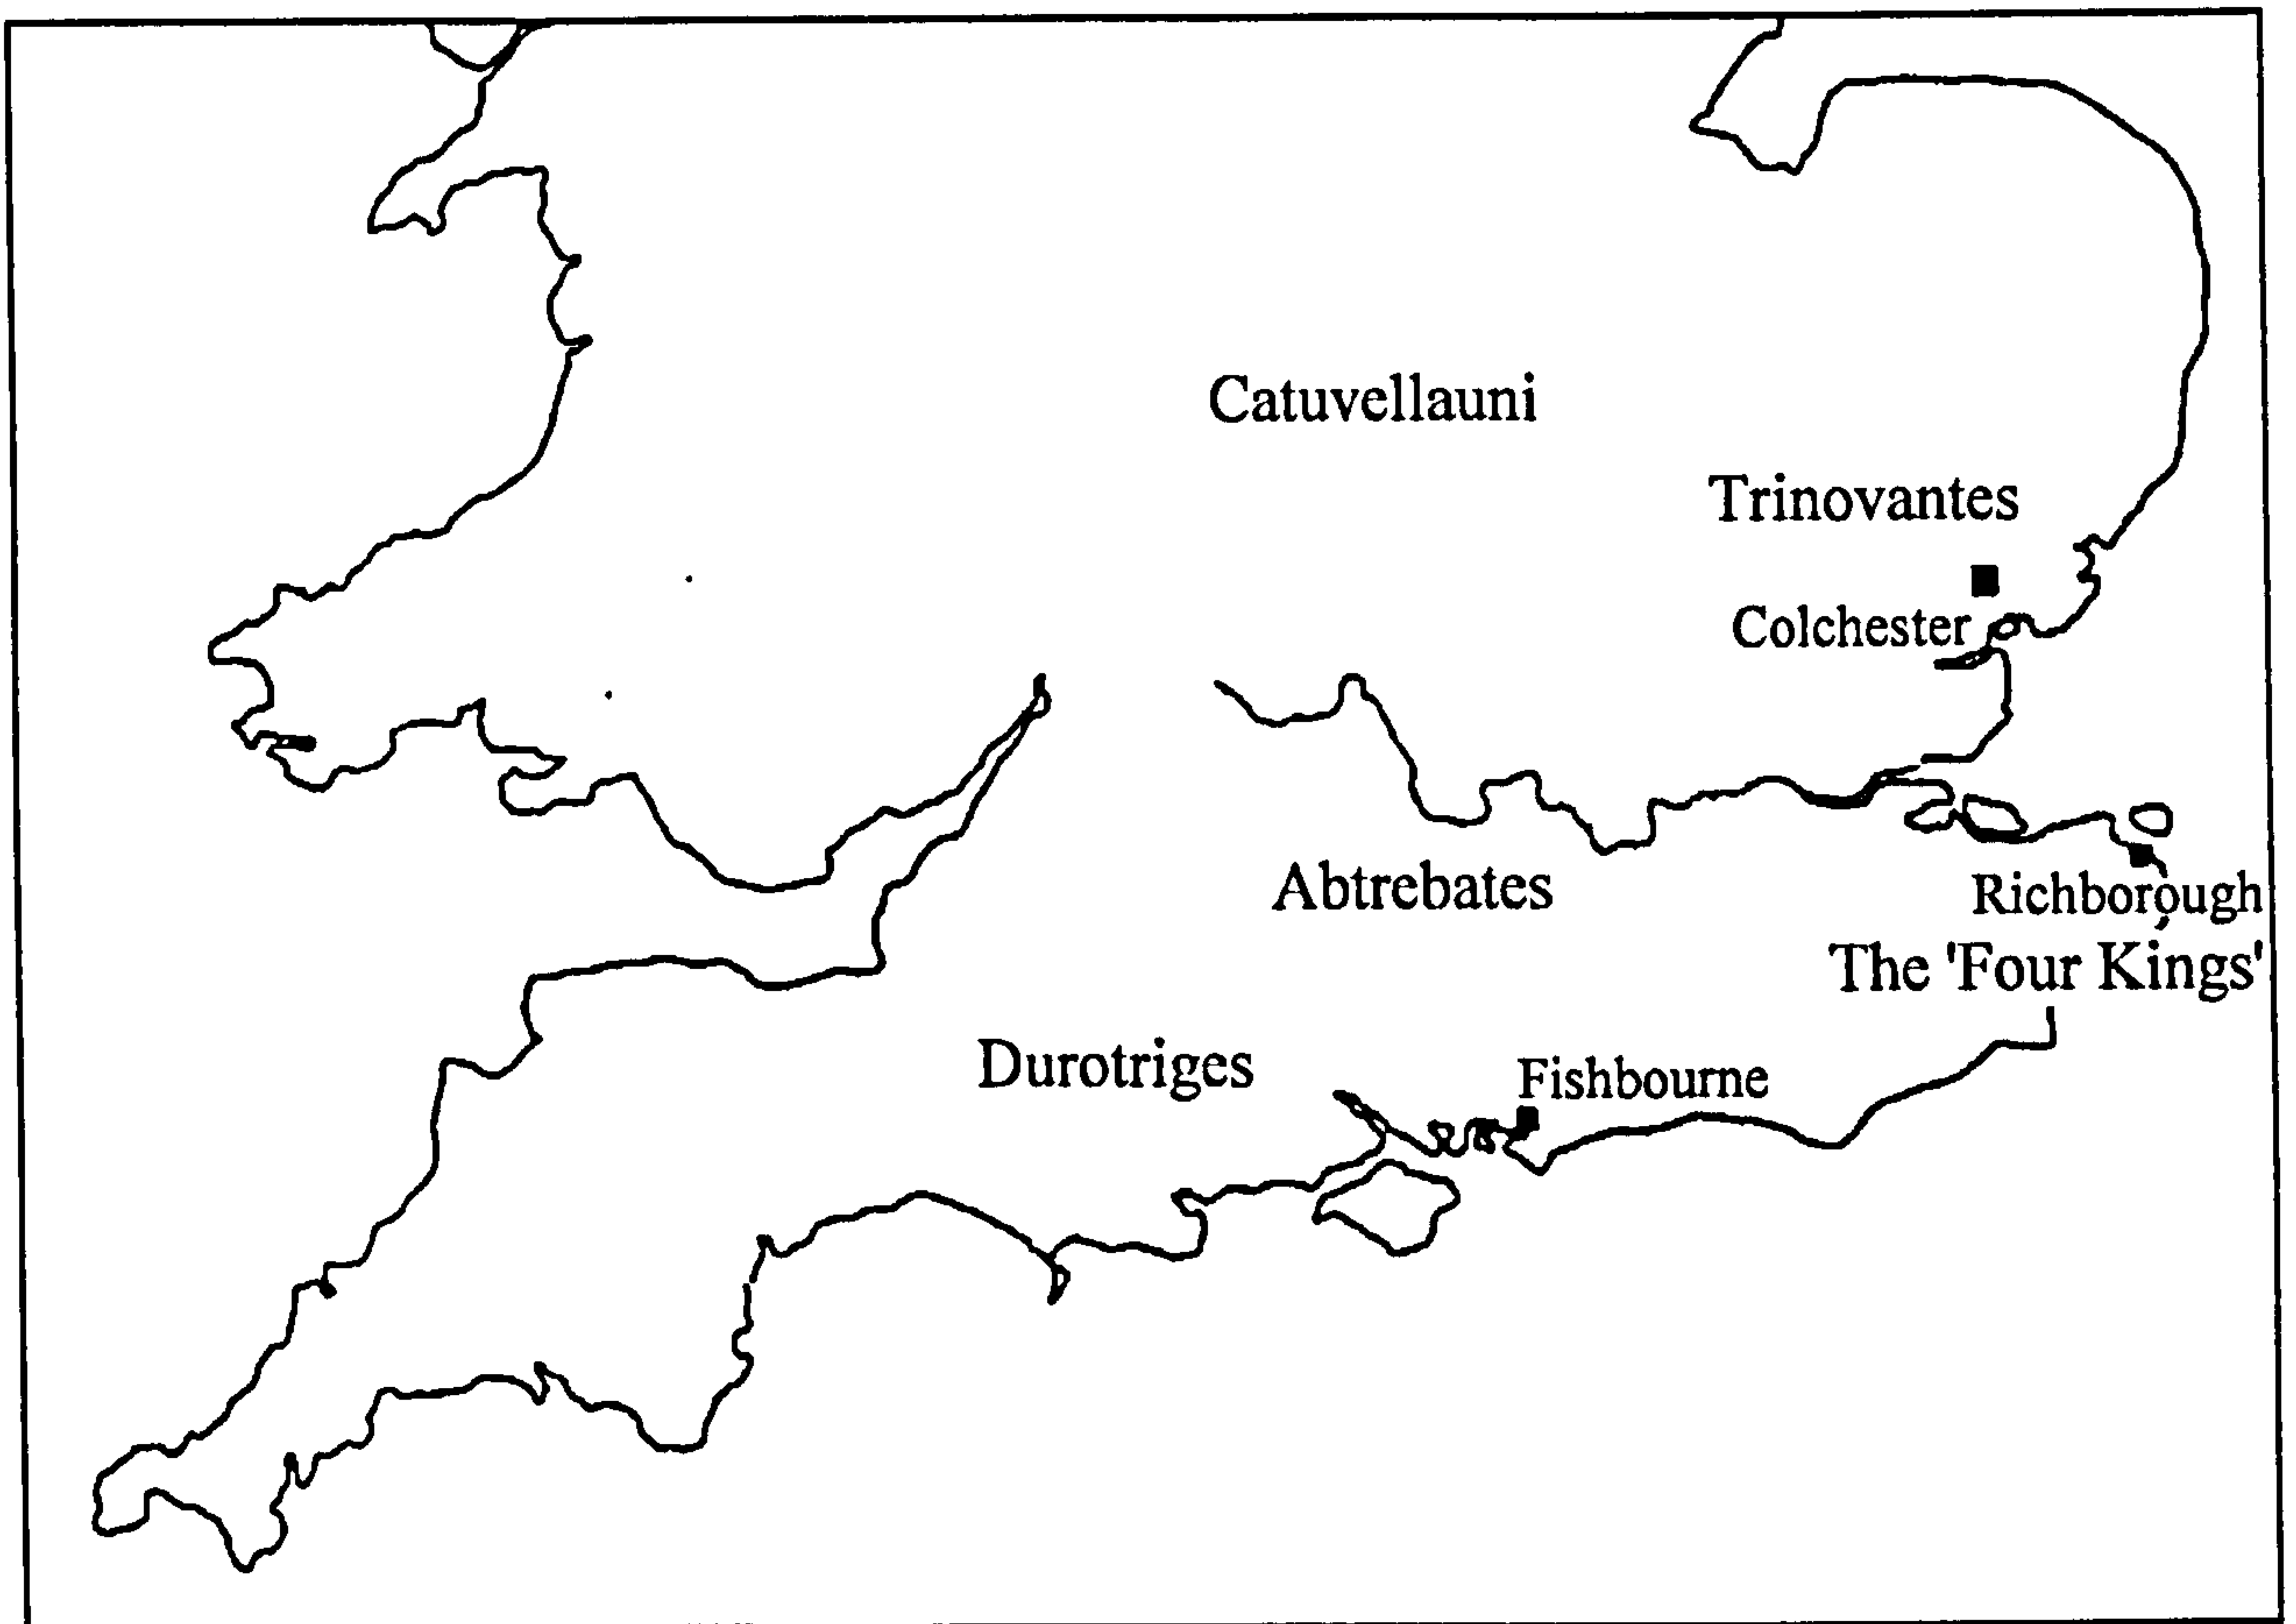 Catuvellauni
Trinovantes
Colchester
Abtrebates
Richborough
The 'Four Kings'
Durotriges
Fishbourne